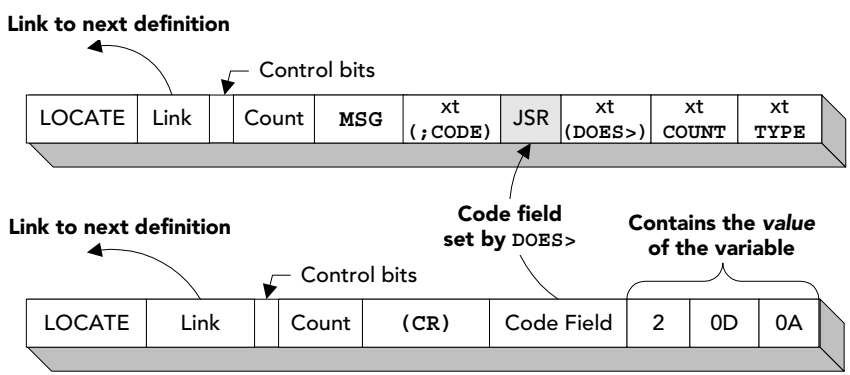 Link to next definition
Control bits
LOCATE Link Count MSG xt (;CODE) JSR xt (DOES>) xt COUNT xt TYPE
Link to next definition
Code field
set by DOES>
Contains the value
of the variable
Control bits
LOCATE Link Count (CR) Code Field 2 0D 0A